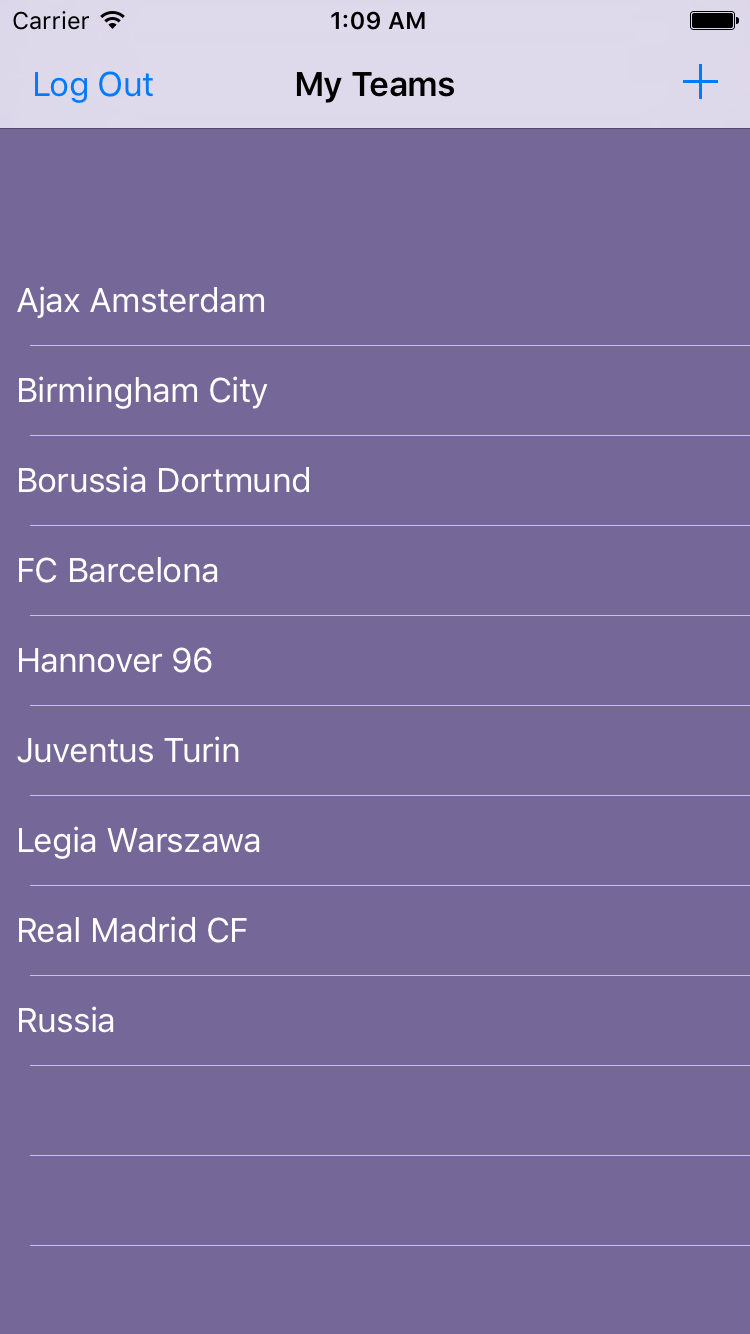 Carrier 1:09 AM
Log Out My Teams +
Ajax Amsterdam
Birmingham City
Borussia Dortmund
FC Barcelona
Hannover 96
Juventus Turin
Legia Warszawa
Real Madrid CF
Russia